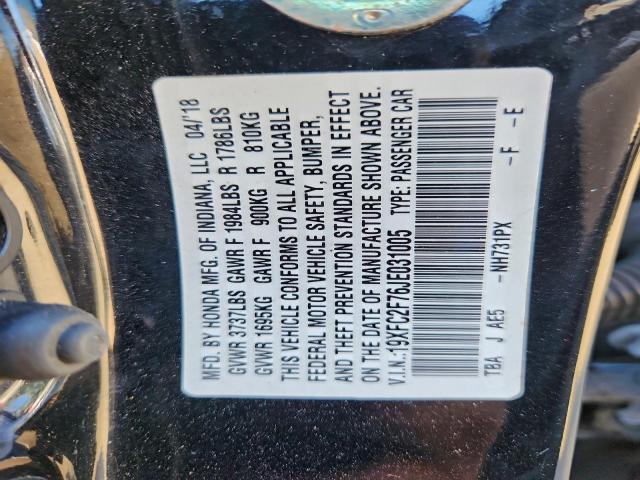 MFD. BY HONDA MFG. OF INDIANA, LLC 04/'18
GVWR 3737LBS GAWR F 1984LBS R 1786LBS
GVWR 1695KG GAWR F 900KG R 810KG
THIS VEHICLE CONFORMS TO ALL APPLICABLE
FEDERAL MOTOR VEHICLE SAFETY, BUMPER,
AND THEFT PREVENTION STANDARDS IN EFFECT
ON THE DATE OF MANUFACTURE SHOWN ABOVE.
V.I.N.:19XFC2F76JE031005 TYPE: PASSENGER CAR
TBA J AE5 -NH731PX -F -E